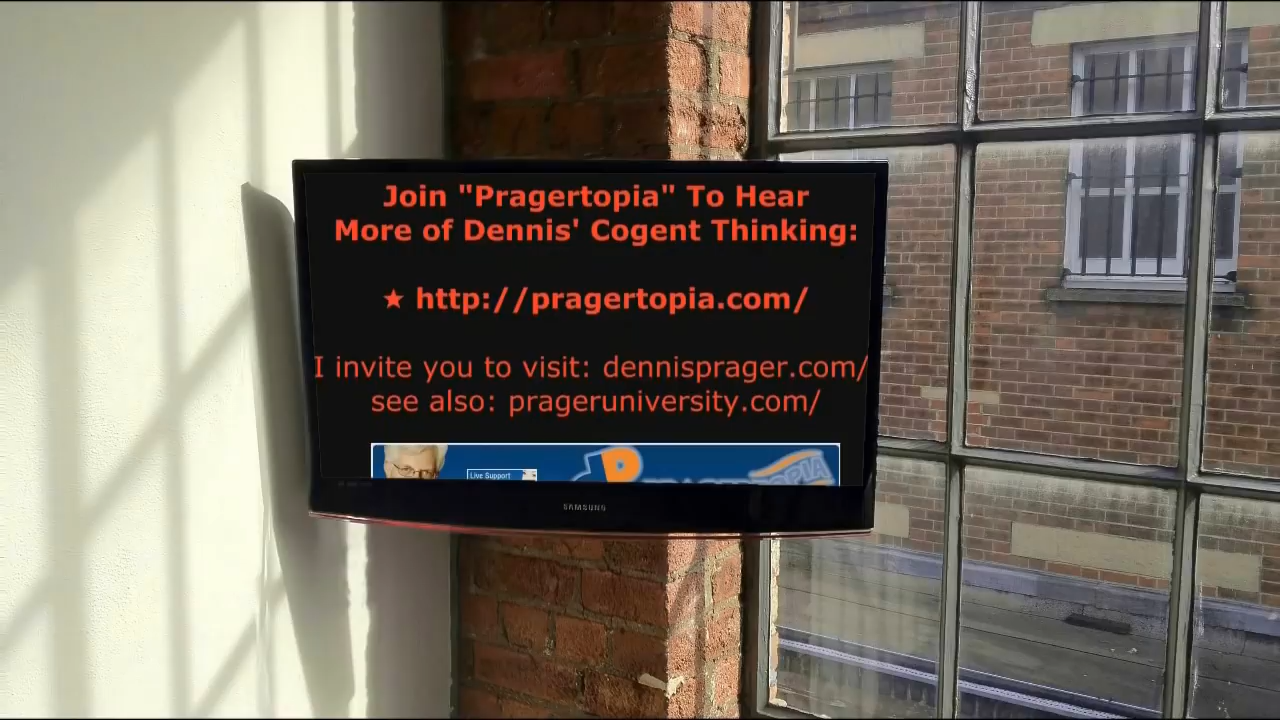 Join "Pragertopia" To Hear
More of Dennis' Cogent Thinking:
★ http://pragertopia.com/
I invite you to visit: dennisprager.com/
see also: prageruniversity.com/
Live Support
SAMSUNG